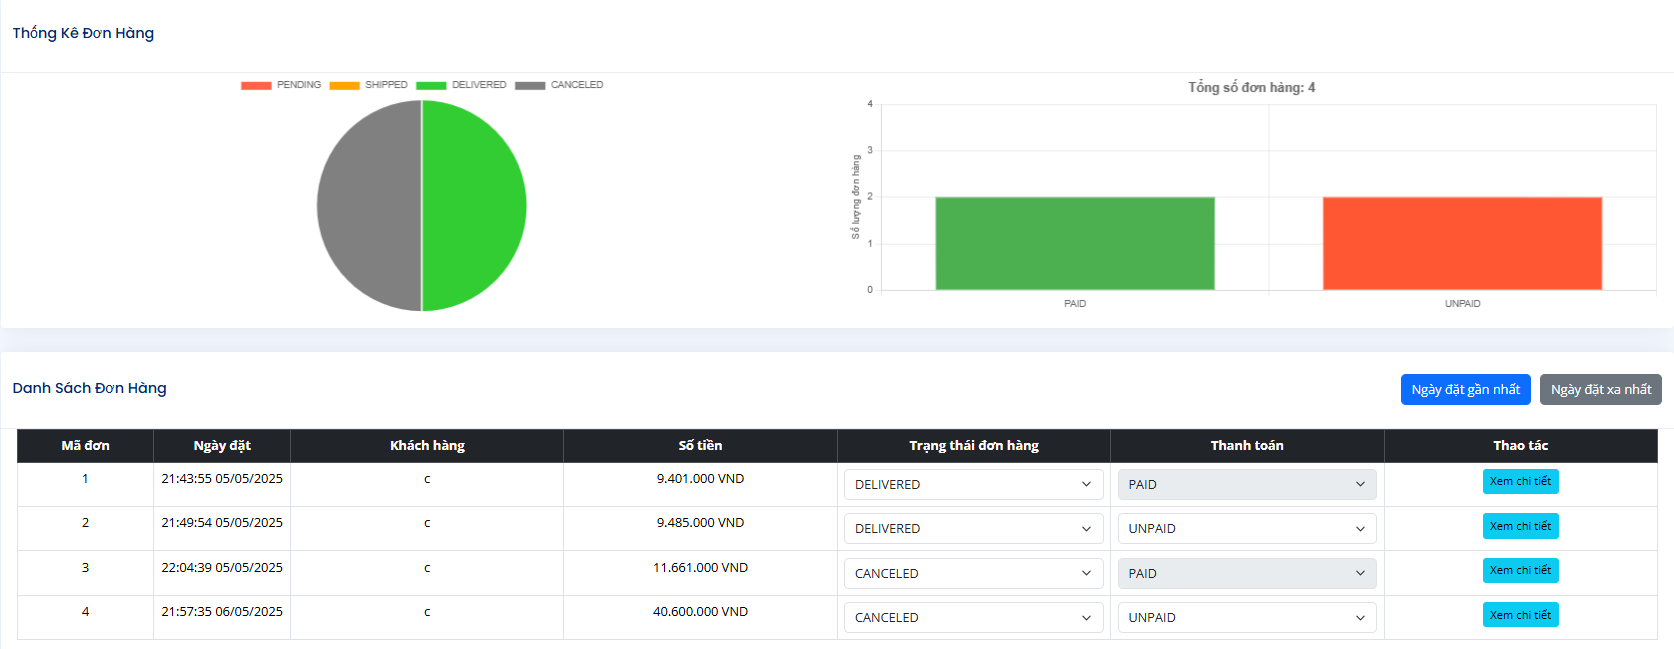 Thống Kê Đơn Hàng
PENDING SHIPPED DELIVERED CANCELED
Tổng số đơn hàng: 4
4
3
2
1
0
Số lượng đơn hàng
PAID UNPAID
Danh Sách Đơn Hàng
Ngày đặt gần nhất Ngày đặt xa nhất
Mã đơn Ngày đặt Khách hàng Số tiền Trạng thái đơn hàng Thanh toán Thao tác
1 21:43:55 05/05/2025 c 9.401.000 VND DELIVERED PAID Xem chi tiết
2 21:49:54 05/05/2025 c 9.485.000 VND DELIVERED UNPAID Xem chi tiết
3 22:04:39 05/05/2025 c 11.661.000 VND CANCELED PAID Xem chi tiết
4 21:57:35 06/05/2025 c 40.600.000 VND CANCELED UNPAID Xem chi tiết